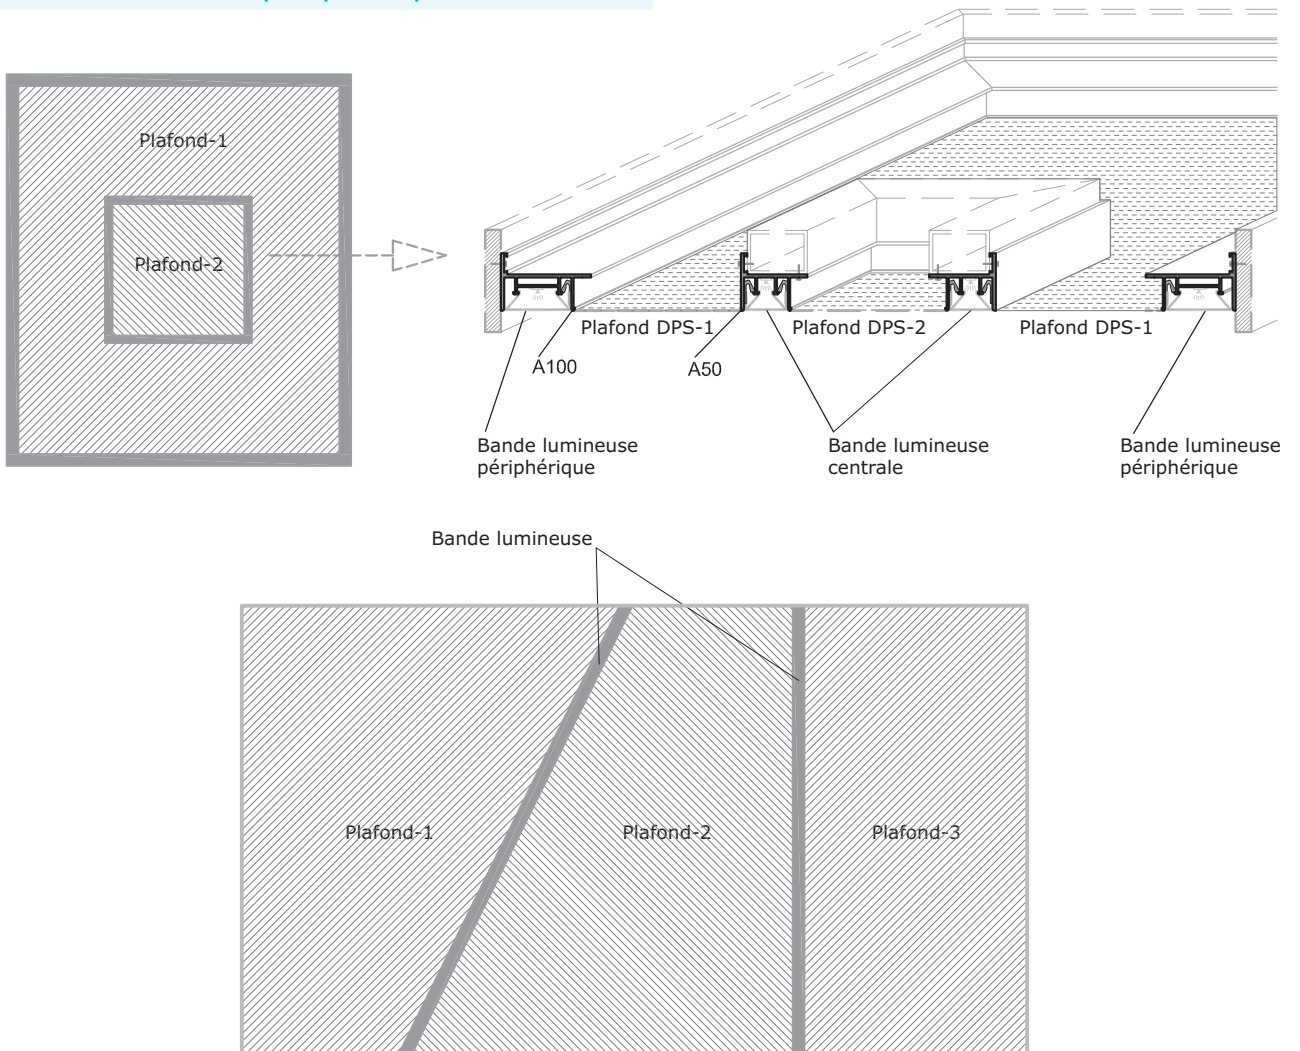 Plafond-1
Plafond-2
Plafond DPS-1
Plafond DPS-2
Plafond DPS-1
A100
A50
Bande lumineuse
périphérique
Bande lumineuse
centrale
Bande lumineuse
périphérique
Bande lumineuse
Plafond-1
Plafond-2
Plafond-3